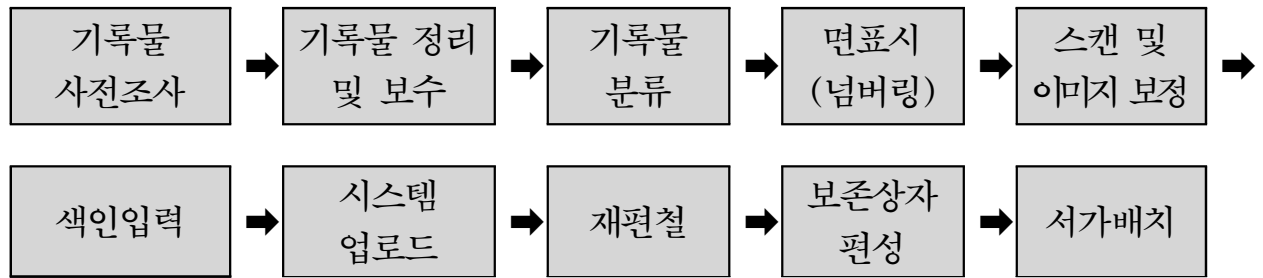 기록물
사전조사
기록물 정리
및 보수
기록물
분류
면표시
(넘버링)
스캔 및
이미지 보정
색인입력
시스템
업로드
재편철
보존상자
편성
서가배치